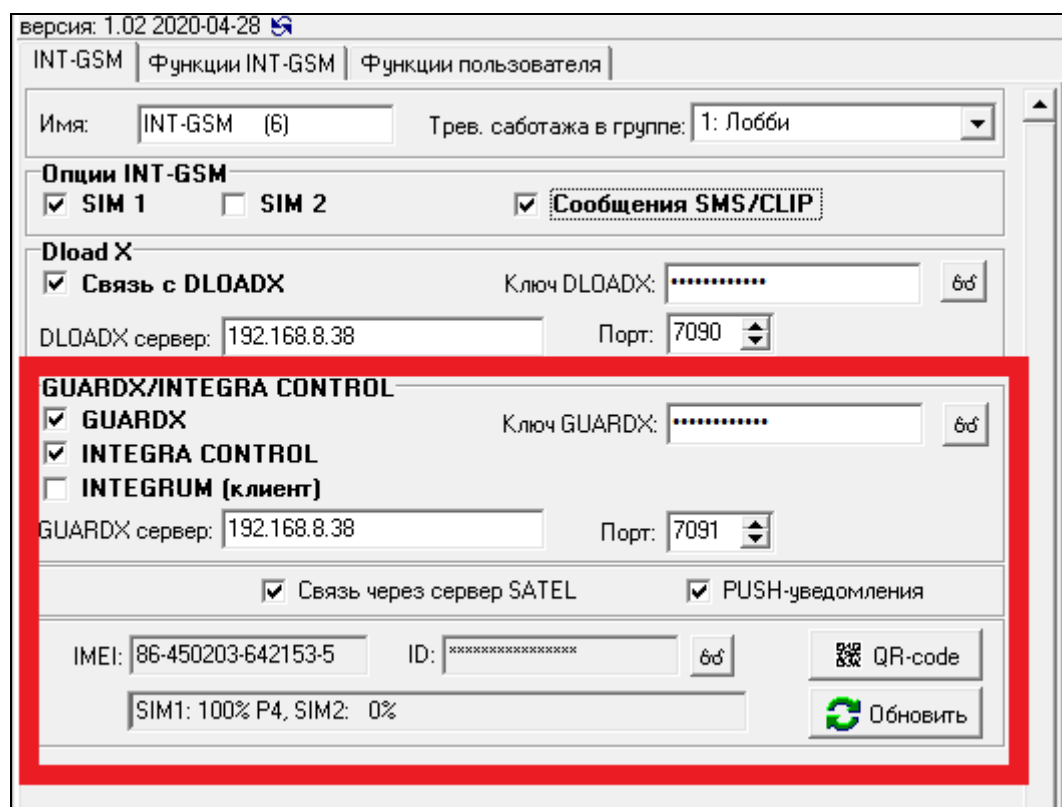 версия: 1.02 2020-04-28
INT-GSM Функции INT-GSM Функции пользователя
Имя: INT-GSM (6) Трев. саботажа в группе: 1: Лобби
Опции INT-GSM
SIM 1 SIM 2 Сообщения SMS/CLIP
Dload X
Связь с DLOADX Ключ DLOADX: ••••••••••••
DLOADX сервер: 192.168.8.38 Порт: 7090
GUARDX/INTEGRA CONTROL
GUARDX Ключ GUARDX: ••••••••••••
INTEGRA CONTROL
INTEGRUM (клиент)
GUARDX сервер: 192.168.8.38 Порт: 7091
Связь через сервер SATEL PUSH-уведомления
IMEI: 86-450203-642153-5 ID: **************** QR-code
SIM1: 100% P4, SIM2: 0% Обновить